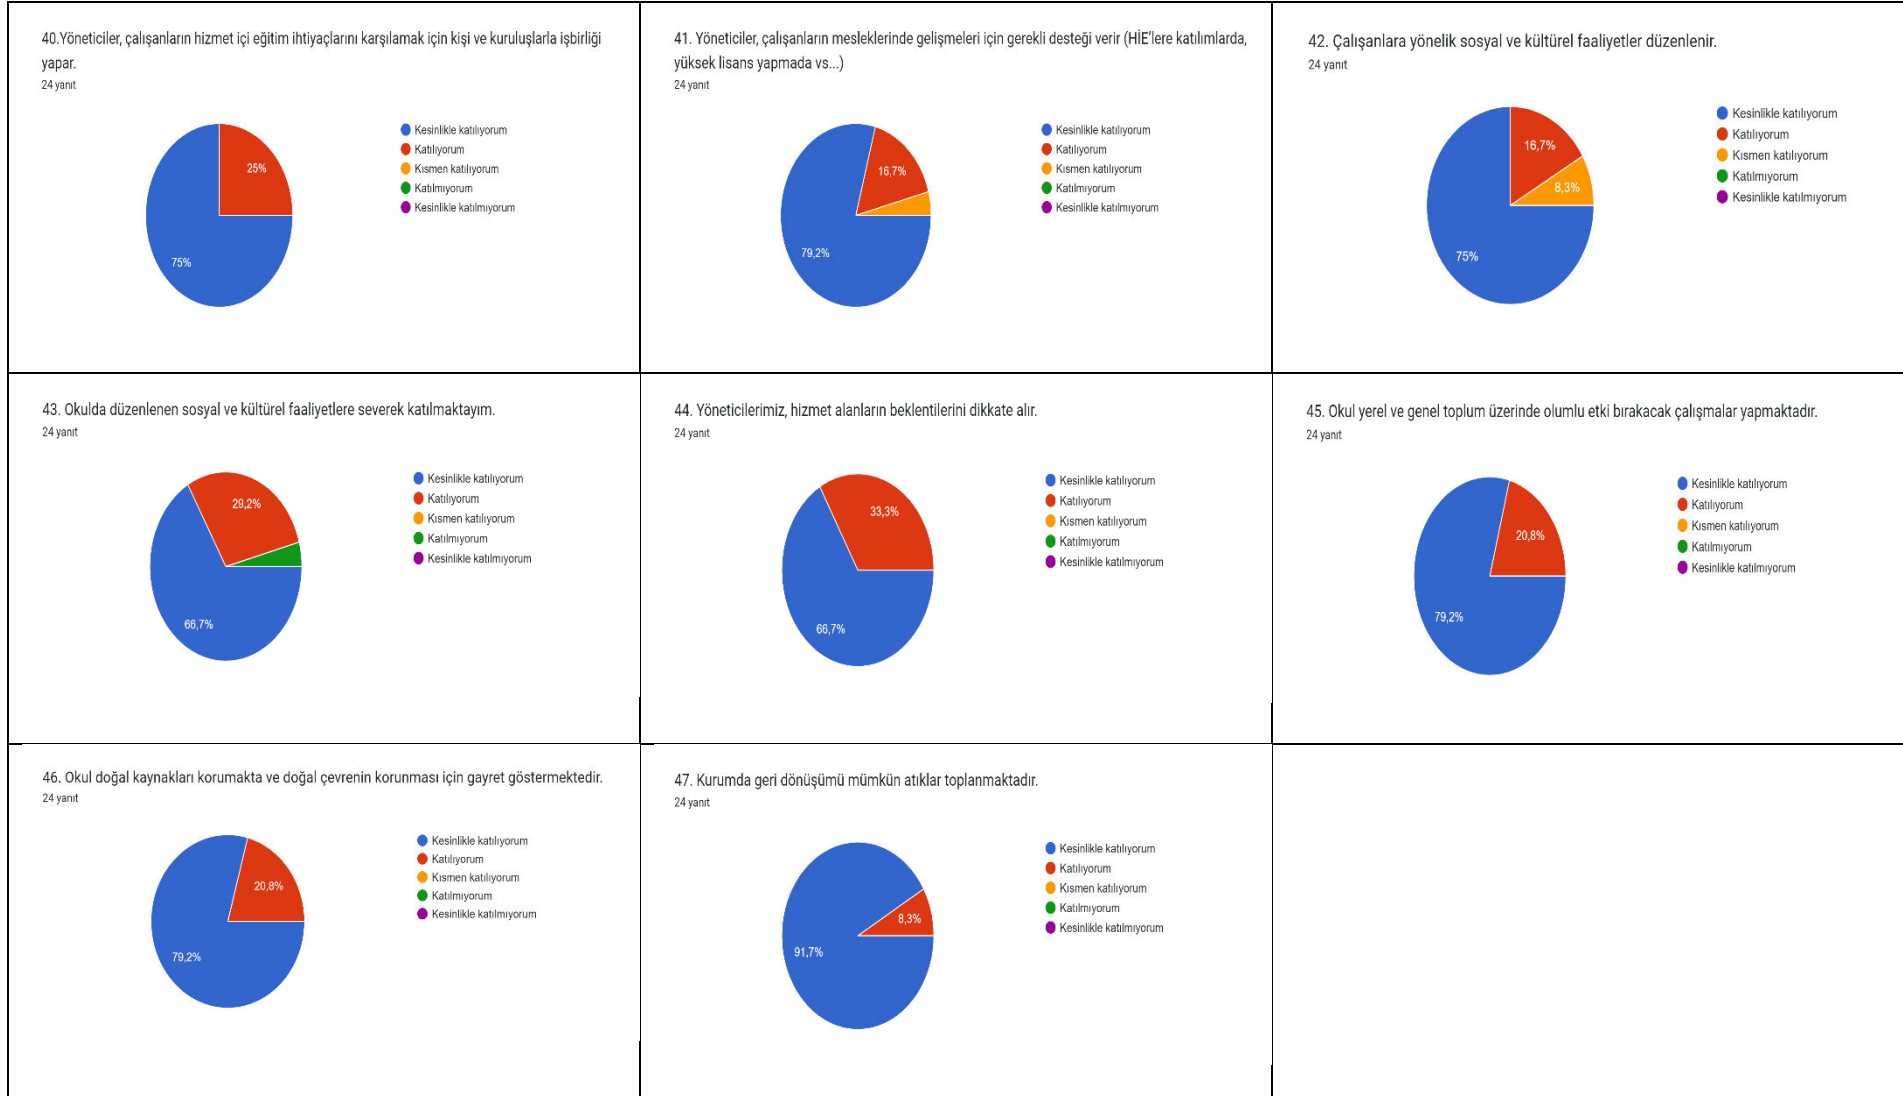 40.Yöneticiler, çalışanların hizmet içi eğitim ihtiyaçlarını karşılamak için kişi ve kuruluşlarla işbirliği
yapar.
24 yanıt
Kesinlikle katılıyorum
Katılıyorum
Kısmen katılıyorum
Katılmıyorum
Kesinlikle katılmıyorum
25%
75%
41. Yöneticiler, çalışanların mesleklerinde gelişmeleri için gerekli desteği verir (HİE'lere katılımlarda,
yüksek lisans yapmada vs...)
24 yanıt
Kesinlikle katılıyorum
Katılıyorum
Kısmen katılıyorum
Katılmıyorum
Kesinlikle katılmıyorum
16,7%
79,2%
42. Çalışanlara yönelik sosyal ve kültürel faaliyetler düzenlenir.
24 yanıt
Kesinlikle katılıyorum
Katılıyorum
Kısmen katılıyorum
Katılmıyorum
Kesinlikle katılmıyorum
16,7%
8,3%
75%
43. Okulda düzenlenen sosyal ve kültürel faaliyetlere severek katılmaktayım.
24 yanıt
Kesinlikle katılıyorum
Katılıyorum
Kısmen katılıyorum
Katılmıyorum
Kesinlikle katılmıyorum
29,2%
66,7%
44. Yöneticilerimiz, hizmet alanların beklentilerini dikkate alır.
24 yanıt
Kesinlikle katılıyorum
Katılıyorum
Kısmen katılıyorum
Katılmıyorum
Kesinlikle katılmıyorum
33,3%
66,7%
45. Okul yerel ve genel toplum üzerinde olumlu etki bırakacak çalışmalar yapmaktadır.
24 yanıt
Kesinlikle katılıyorum
Katılıyorum
Kısmen katılıyorum
Katılmıyorum
Kesinlikle katılmıyorum
20,8%
79,2%
46. Okul doğal kaynakları korumakta ve doğal çevrenin korunması için gayret göstermektedir.
24 yanıt
Kesinlikle katılıyorum
Katılıyorum
Kısmen katılıyorum
Katılmıyorum
Kesinlikle katılmıyorum
20,8%
79,2%
47. Kurumda geri dönüşümü mümkün atıklar toplanmaktadır.
24 yanıt
Kesinlikle katılıyorum
Katılıyorum
Kısmen katılıyorum
Katılmıyorum
Kesinlikle katılmıyorum
8,3%
91,7%